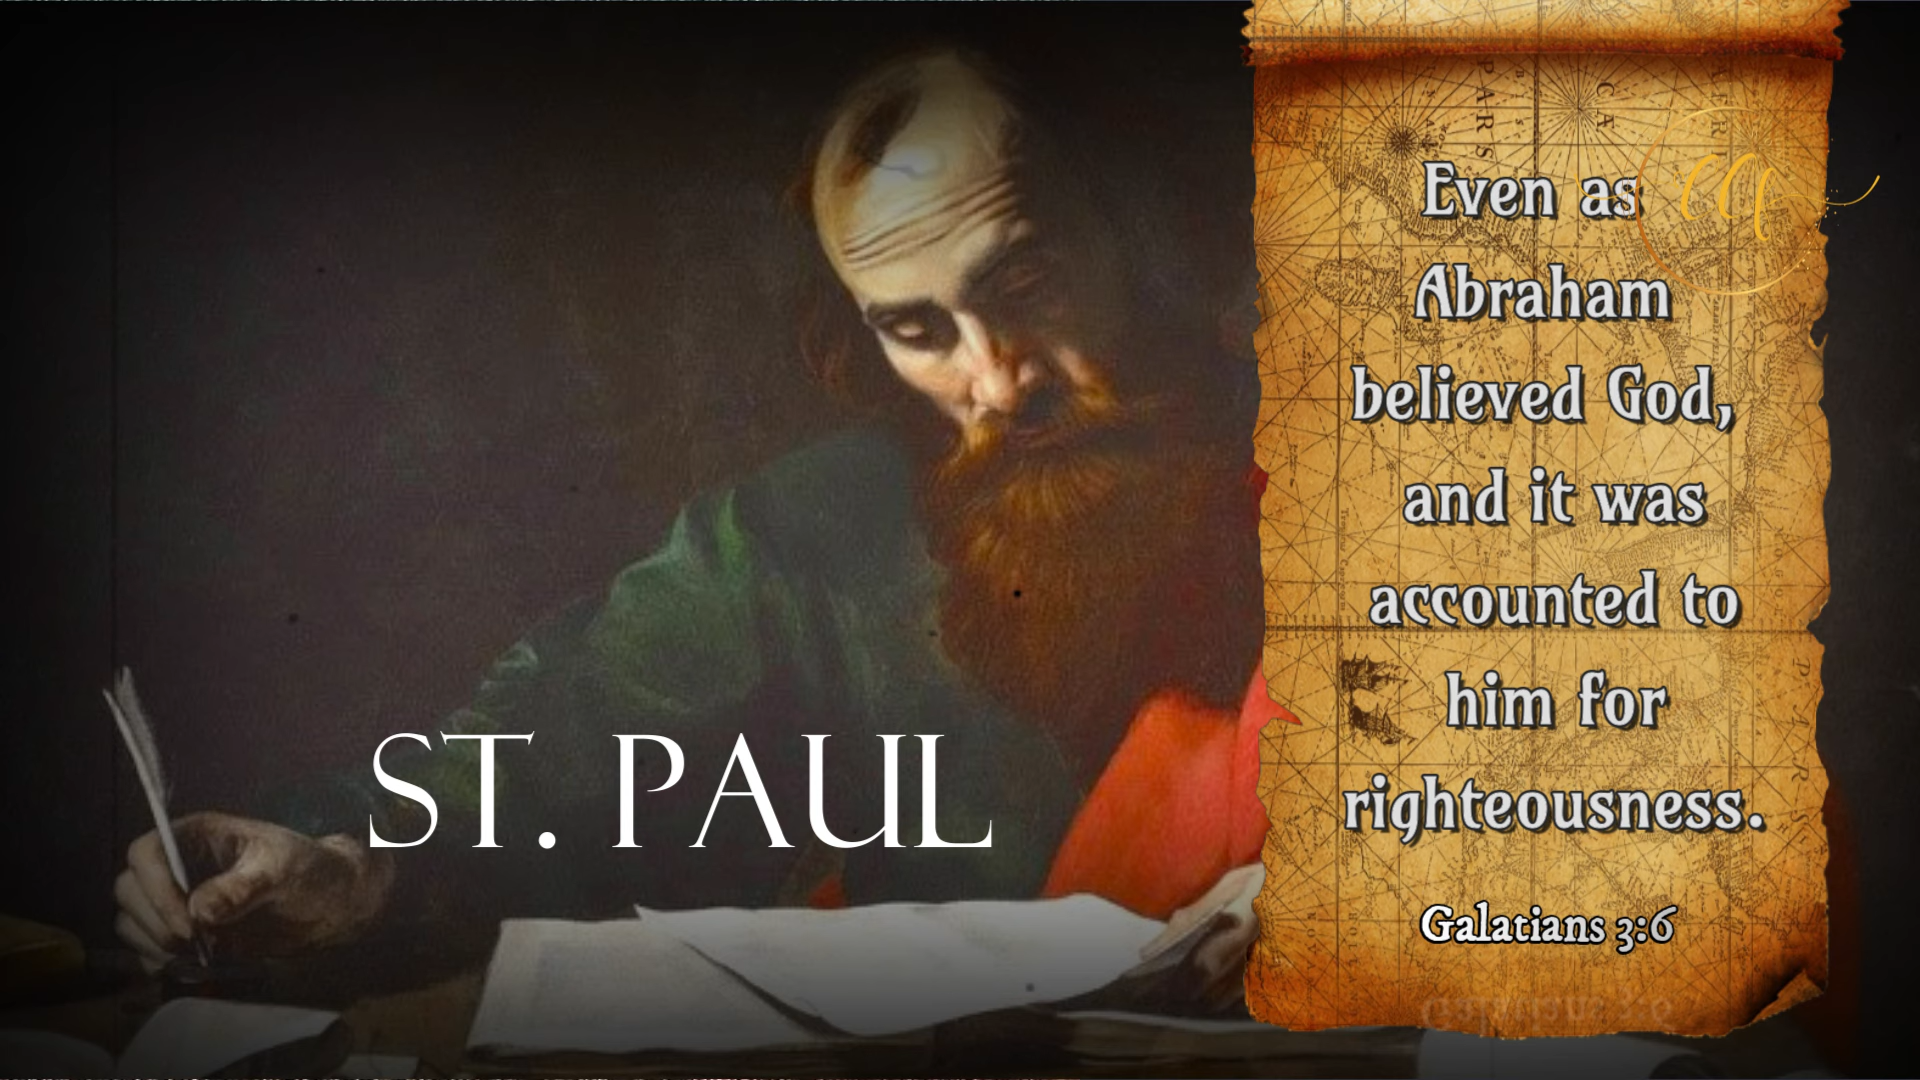 ST. PAUL
Even as
Abraham
believed God,
and it was
accounted to
him for
righteousness.
Galatians 3:6